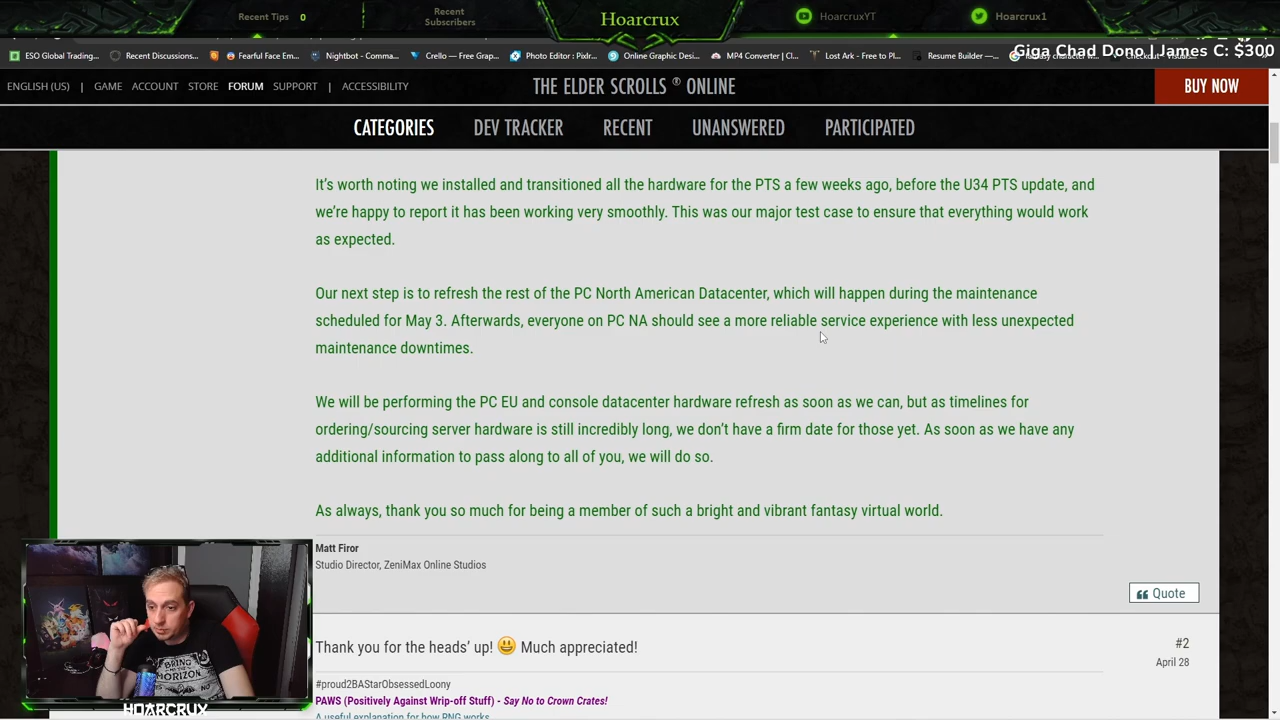 Recent Tips 0
Recent
Subscribers
Hoarcrux
HoarcruxYT
Hoarcrux1
Giga Chad Dono | James C: $300
ESO Global Trading...
Recent Discussions...
Fearful Face Em...
Nightbot - Comma...
Crello — Free Grap...
Photo Editor : Pixlr...
Online Graphic Desi...
MP4 Converter | Cl...
Lost Ark - Free to Pl...
Resume Builder —...
ENGLISH (US) | GAME ACCOUNT STORE FORUM SUPPORT | ACCESSIBILITY
THE ELDER SCROLLS ® ONLINE
BUY NOW
CATEGORIES DEV TRACKER RECENT UNANSWERED PARTICIPATED
It's worth noting we installed and transitioned all the hardware for the PTS a few weeks ago, before the U34 PTS update, and
we're happy to report it has been working very smoothly. This was our major test case to ensure that everything would work
as expected.
Our next step is to refresh the rest of the PC North American Datacenter, which will happen during the maintenance
scheduled for May 3. Afterwards, everyone on PC NA should see a more reliable service experience with less unexpected
maintenance downtimes.
We will be performing the PC EU and console datacenter hardware refresh as soon as we can, but as timelines for
ordering/sourcing server hardware is still incredibly long, we don't have a firm date for those yet. As soon as we have any
additional information to pass along to all of you, we will do so.
As always, thank you so much for being a member of such a bright and vibrant fantasy virtual world.
Matt Firor
Studio Director, ZeniMax Online Studios
Quote
Thank you for the heads' up! 😃 Much appreciated!
#2
April 28
#proud2BAStarObsessedLoony
PAWS (Positively Against Wrip-off Stuff) - Say No to Crown Crates!
A useful explanation for how RNG works
BRING
HORIZON
HOARCRUX